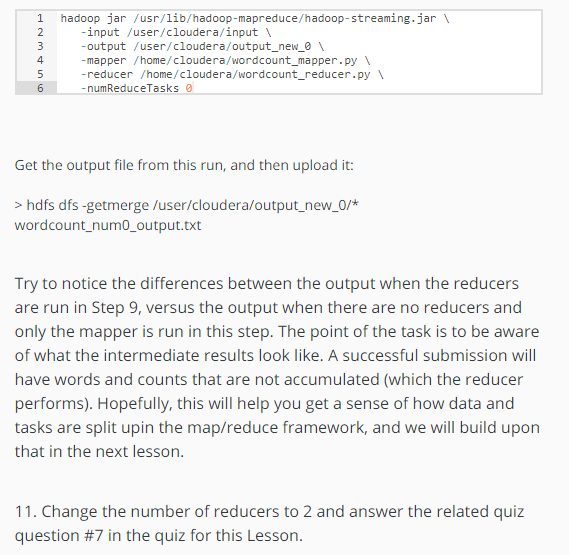 1 hadoop jar /usr/lib/hadoop-mapreduce/hadoop-streaming.jar \
2 -input /user/cloudera/input \
3 -output /user/cloudera/output_new_0 \
4 -mapper /home/cloudera/wordcount_mapper.py \
5 -reducer /home/cloudera/wordcount_reducer.py \
6 -numReduceTasks 0
Get the output file from this run, and then upload it:
> hdfs dfs -getmerge /user/cloudera/output_new_0/*
wordcount_num0_output.txt
Try to notice the differences between the output when the reducers
are run in Step 9, versus the output when there are no reducers and
only the mapper is run in this step. The point of the task is to be aware
of what the intermediate results look like. A successful submission will
have words and counts that are not accumulated (which the reducer
performs). Hopefully, this will help you get a sense of how data and
tasks are split upin the map/reduce framework, and we will build upon
that in the next lesson.
11. Change the number of reducers to 2 and answer the related quiz
question #7 in the quiz for this Lesson.